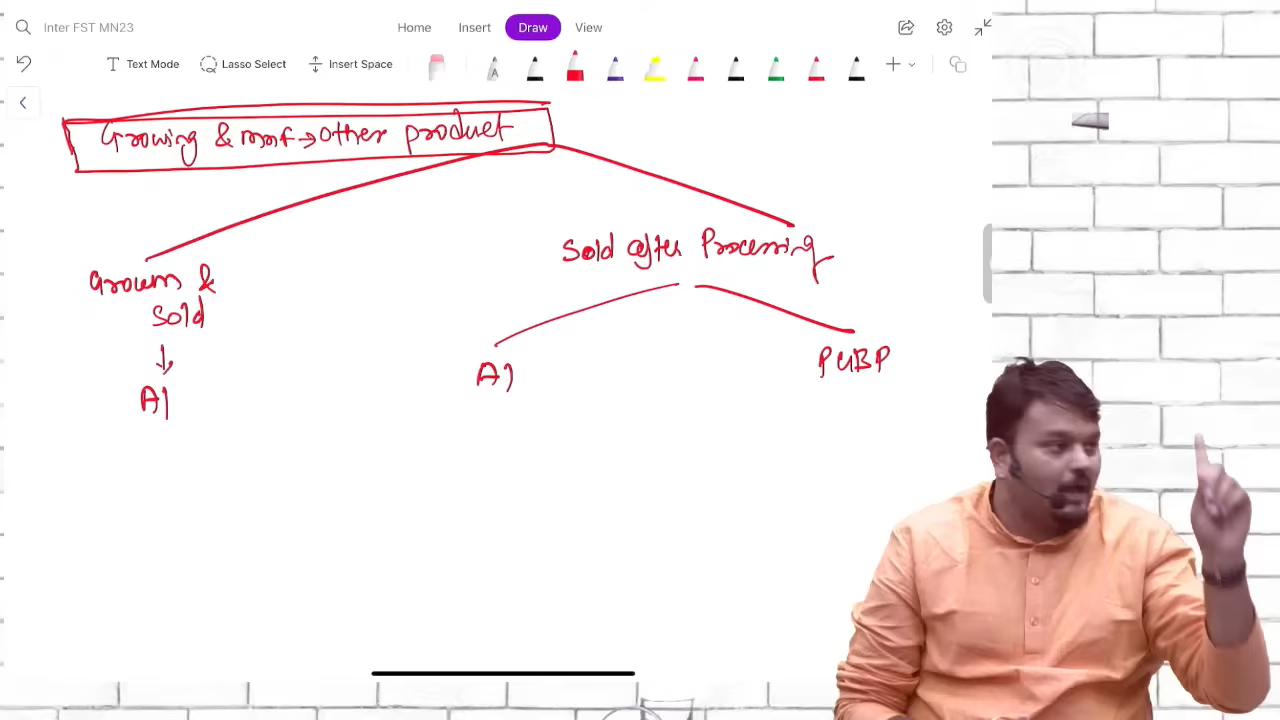 Inter FST MN23
Home
Insert
Draw
View
Text Mode
Lasso Select
Insert Space
A
Growing & mnf → Other product
Grown &
Sold
↓
AI
Sold after Processing
AI
PGBP